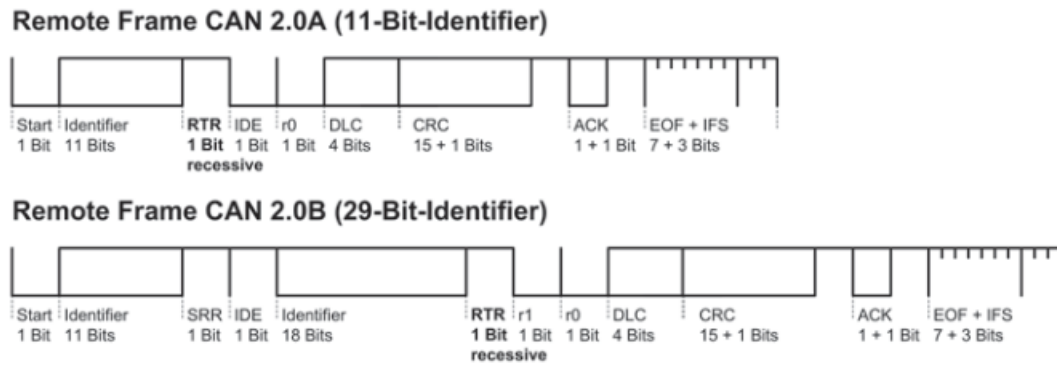 Remote Frame CAN 2.0A (11-Bit-Identifier)
Start Identifier RTR IDE r0 DLC CRC ACK EOF + IFS
1 Bit 11 Bits 1 Bit 1 Bit 1 Bit 4 Bits 15 + 1 Bits 1 + 1 Bit 7 + 3 Bits
recessive
Remote Frame CAN 2.0B (29-Bit-Identifier)
Start Identifier SRR IDE Identifier RTR r1 r0 DLC CRC ACK EOF + IFS
1 Bit 11 Bits 1 Bit 1 Bit 18 Bits 1 Bit 1 Bit 1 Bit 4 Bits 15 + 1 Bits 1 + 1 Bit 7 + 3 Bits
recessive